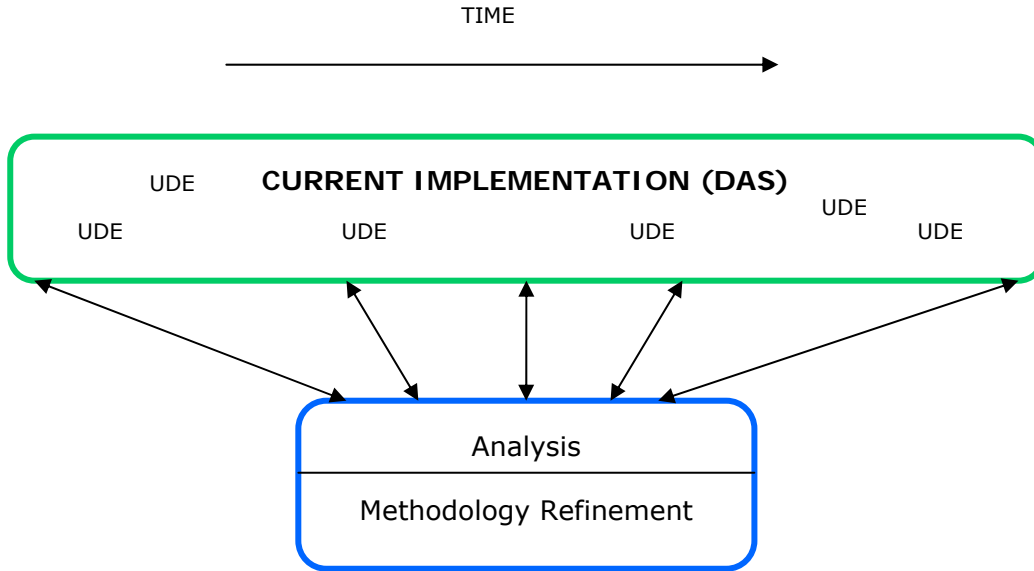 TIME
CURRENT IMPLEMENTATION (DAS)
UDE
UDE
UDE
UDE
UDE
UDE
Analysis
Methodology Refinement